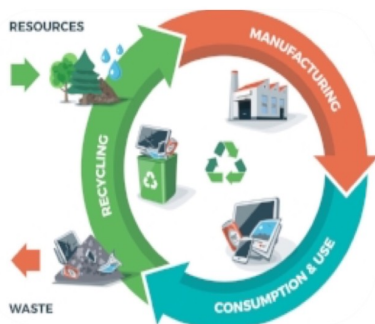 RESOURCES
MANUFACTURING
RECYCLING
CONSUMPTION & USE
WASTE